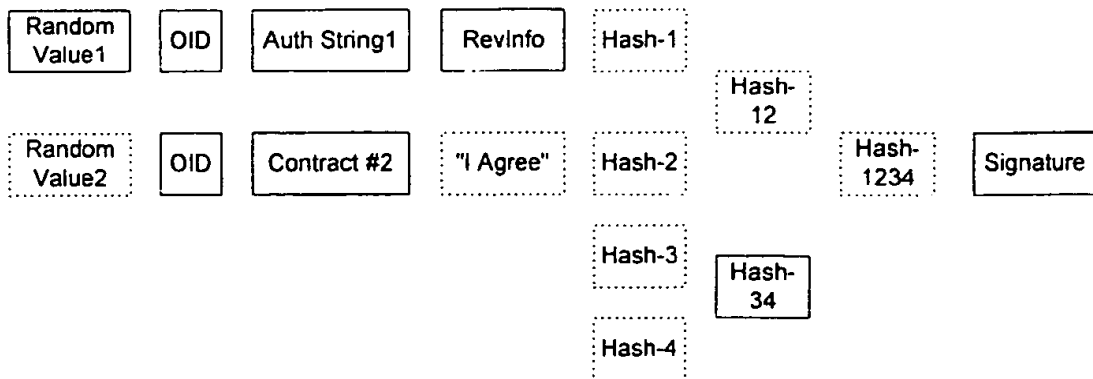 Random
Value1
OID
Auth String1
RevInfo
Hash-1
Hash-
12
Random
Value2
OID
Contract #2
"I Agree"
Hash-2
Hash-
1234
Signature
Hash-3
Hash-
34
Hash-4